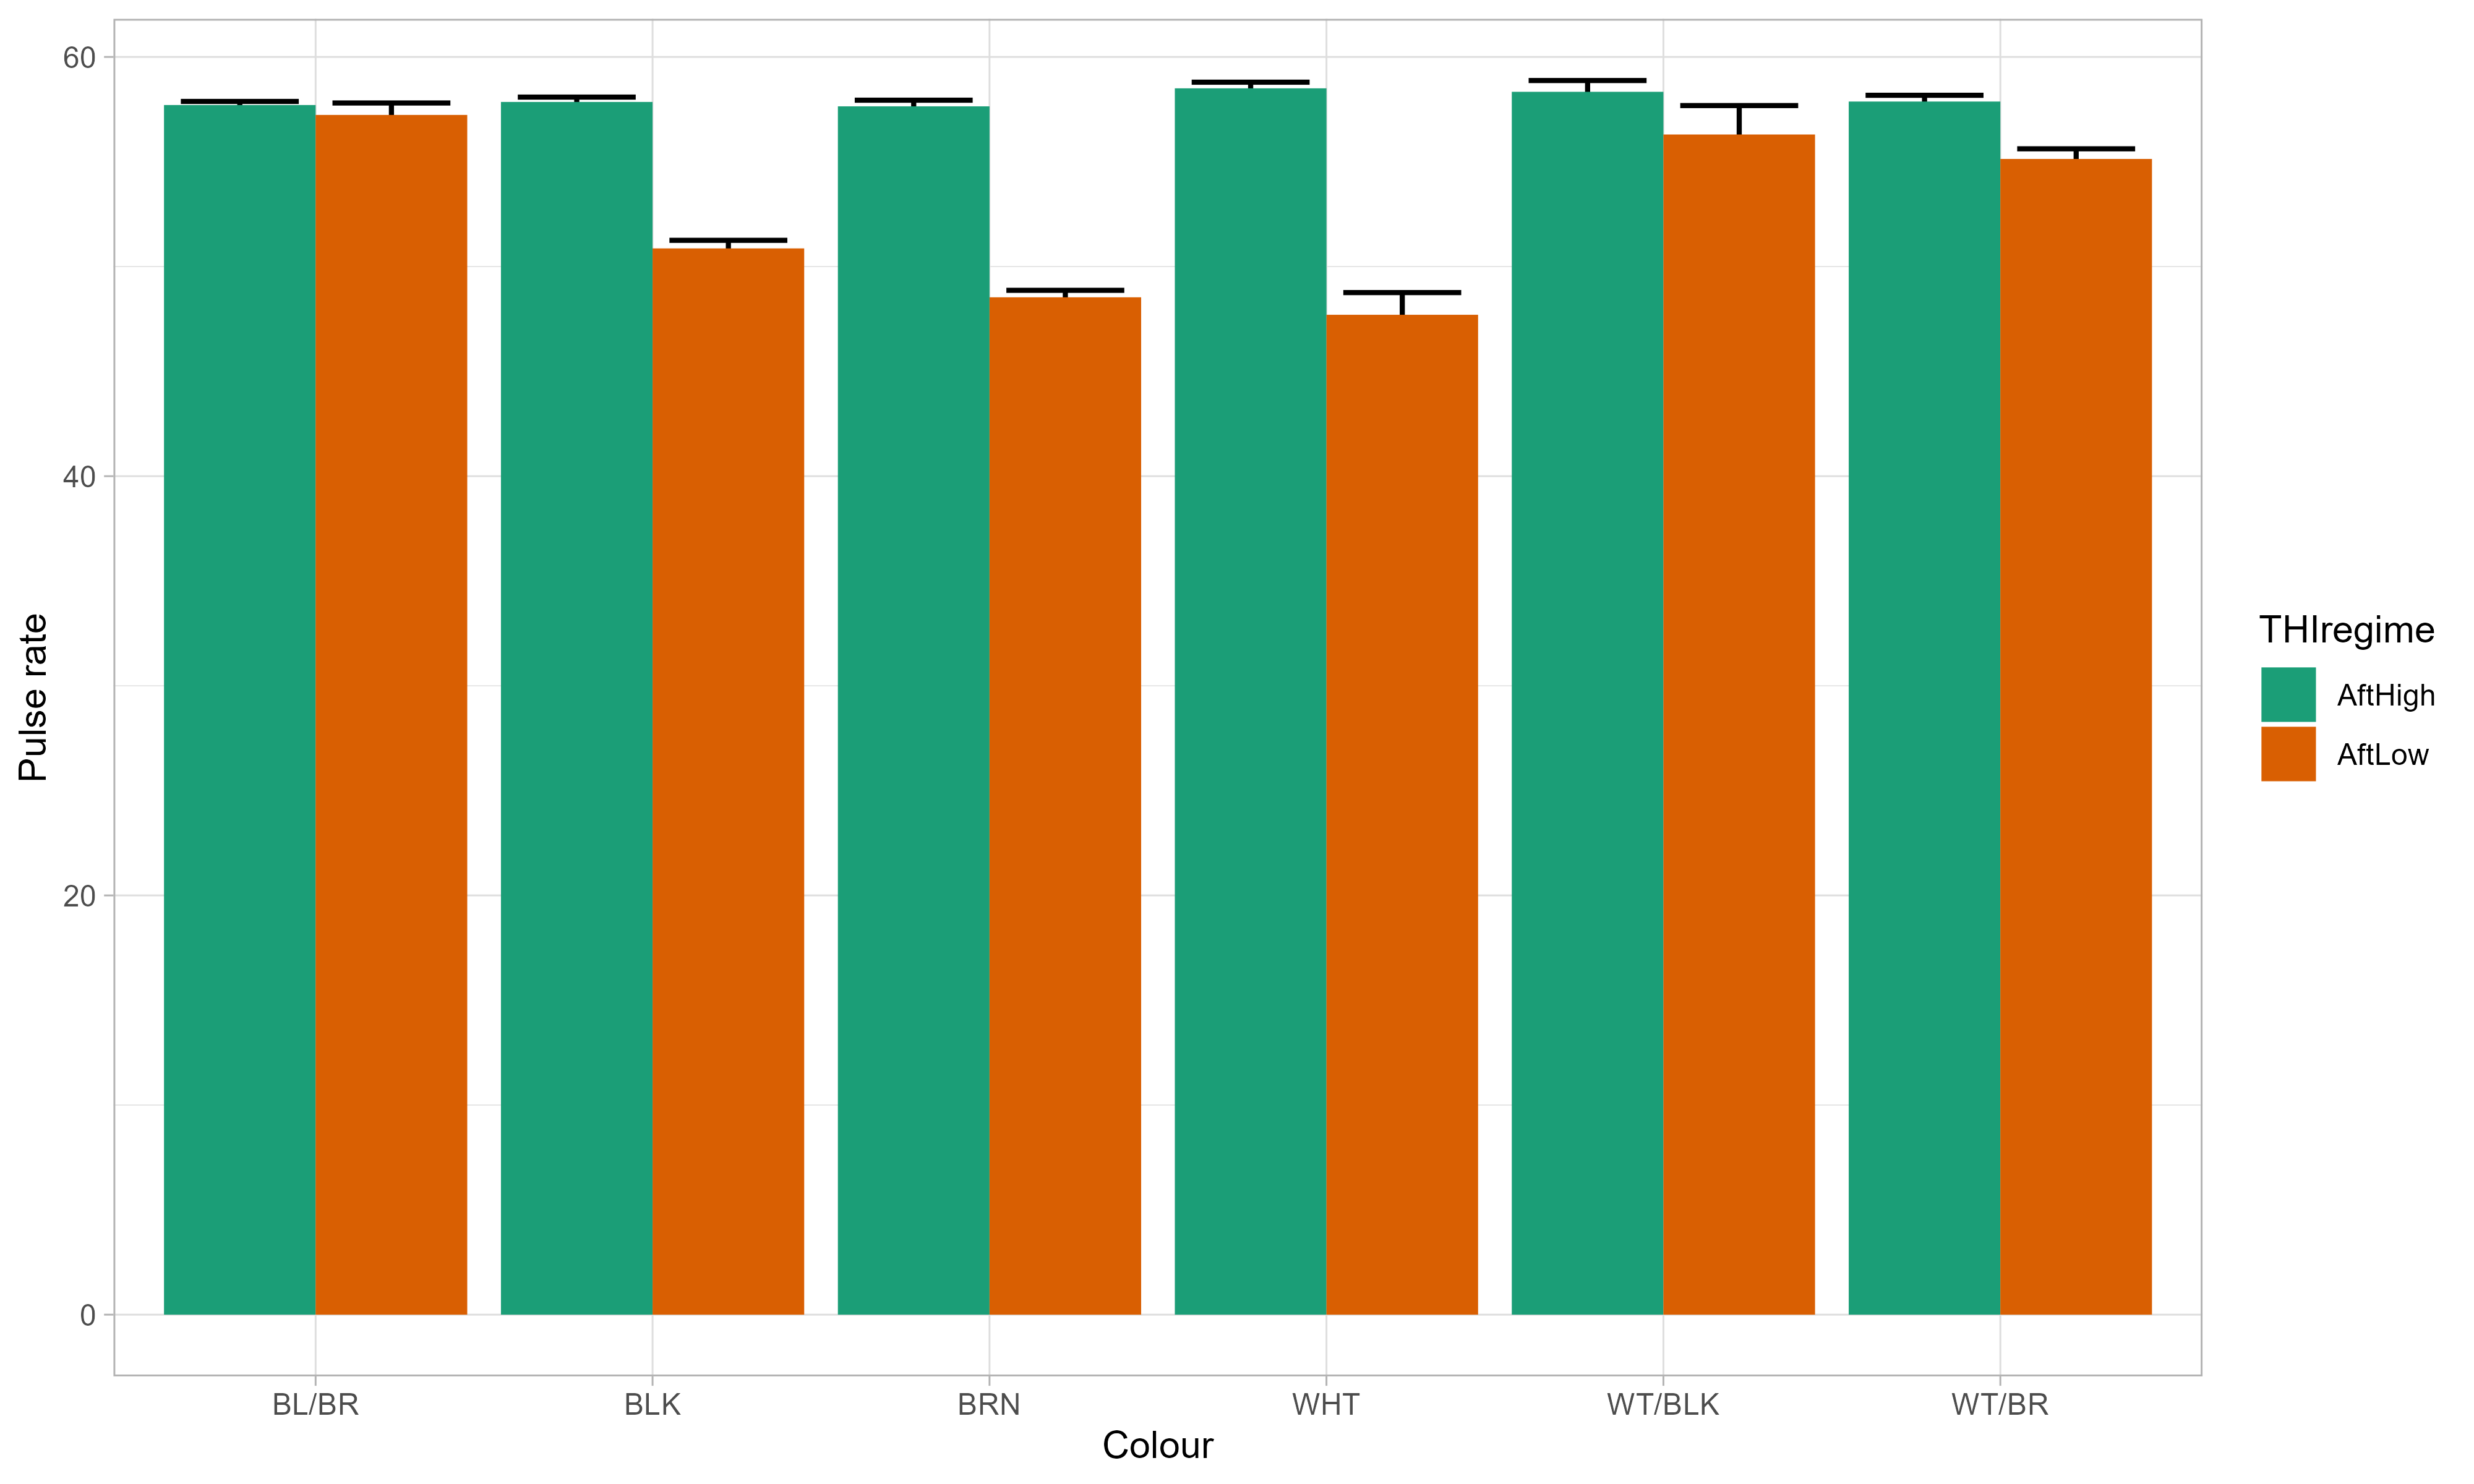 60
40
20
0
Pulse rate
BL/BR
BLK
BRN
WHT
WT/BLK
WT/BR
Colour
THIregime
AftHigh
AftLow